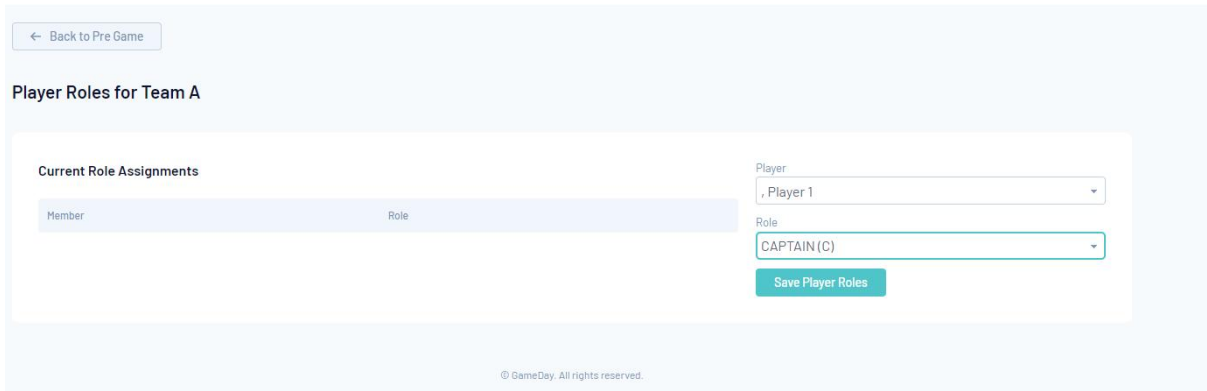 ← Back to Pre Game
Player Roles for Team A
Current Role Assignments
Member Role
Player
, Player 1
Role
CAPTAIN (C)
Save Player Roles
© GameDay. All rights reserved.